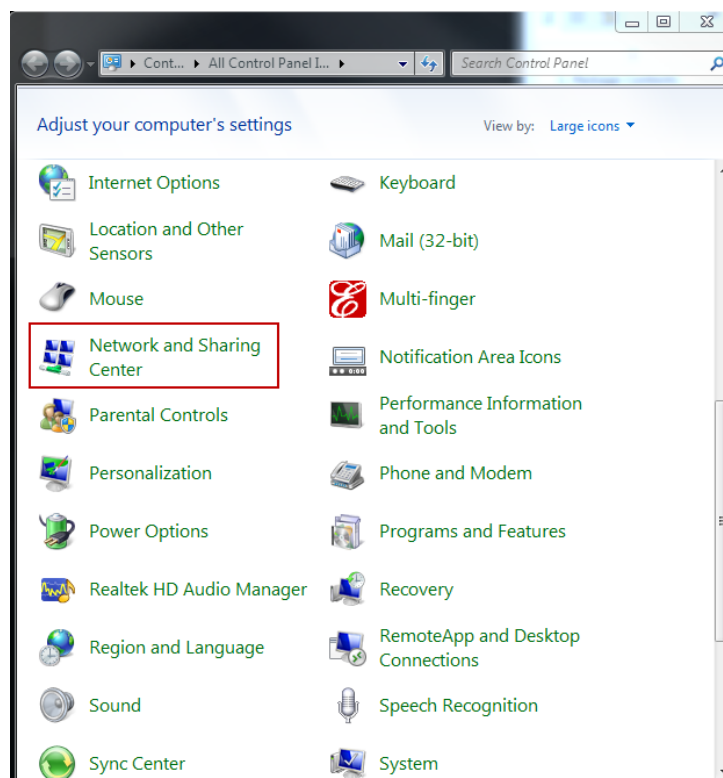 Cont... All Control Panel I...
Search Control Panel
Adjust your computer's settings
View by: Large icons
Internet Options
Keyboard
Location and Other
Sensors
Mail (32-bit)
Mouse
Multi-finger
Network and Sharing
Center
Notification Area Icons
Parental Controls
Performance Information
and Tools
Personalization
Phone and Modem
Power Options
Programs and Features
Realtek HD Audio Manager
Recovery
Region and Language
RemoteApp and Desktop
Connections
Sound
Speech Recognition
Sync Center
System